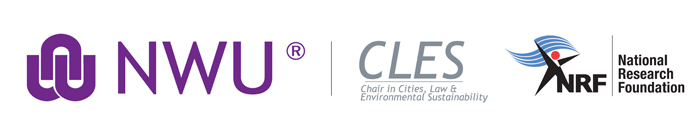 NWU®
CLES
Chair in Cities, Law &
Environmental Sustainability
NRF
National
Research
Foundation